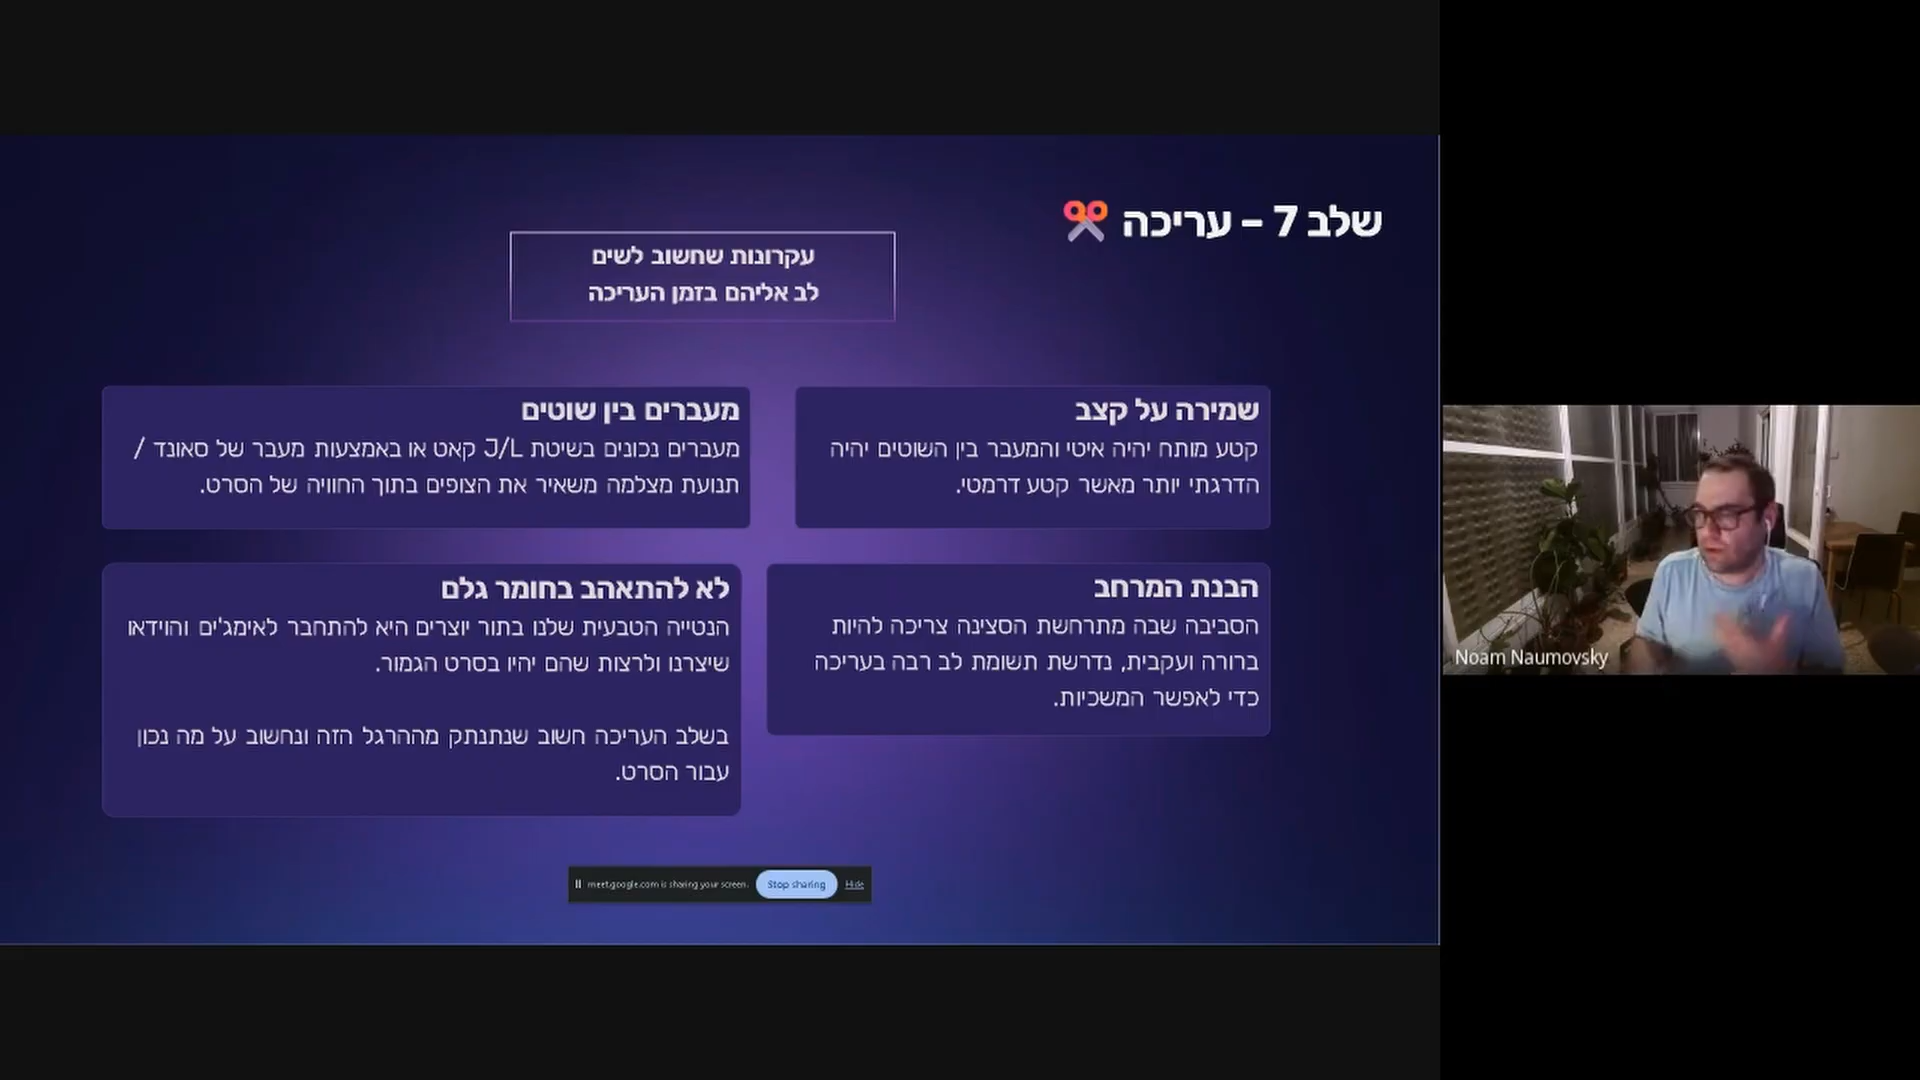 שלב 7 – עריכה
עקרונות שחשוב לשים
לב אליהם בזמן העריכה
שמירה על קצב
קטע מותח יהיה איטי והמעבר בין השוטים יהיה
הדרגתי יותר מאשר קטע דרמטי.
מעברים בין שוטים
מעברים נכונים בשיטת J/L קאט או באמצעות מעבר של סאונד /
תנועת מצלמה משאיר את הצופים בתוך החוויה של הסרט.
הבנת המרחב
הסביבה שבה מתרחשת הסצינה צריכה להיות
ברורה ועקבית, נדרשת תשומת לב רבה בעריכה
כדי לאפשר המשכיות.
לא להתאהב בחומר גלם
הנטייה הטבעית שלנו בתור יוצרים היא להתחבר לאימג'ים והוידאו
שיצרנו ולרצות שהם יהיו בסרט הגמור.
בשלב העריכה חשוב שנתנתק מההרגל הזה ונחשוב על מה נכון
עבור הסרט.
meet.google.com is sharing your screen. Stop sharing Hide
Noam Naumovsky